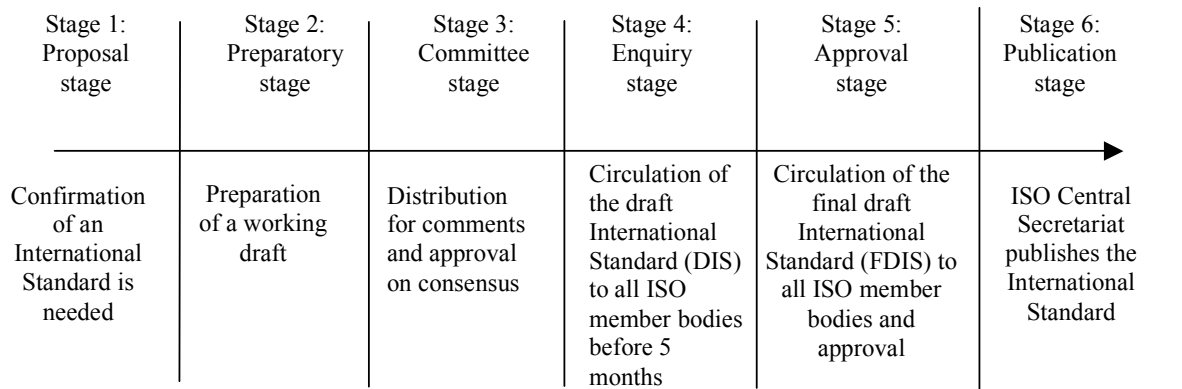 Stage 1:
Proposal
stage
Stage 2:
Preparatory
stage
Stage 3:
Committee
stage
Stage 4:
Enquiry
stage
Stage 5:
Approval
stage
Stage 6:
Publication
stage
Confirmation
of an
International
Standard is
needed
Preparation
of a working
draft
Distribution
for comments
and approval
on consensus
Circulation of
the draft
International
Standard (DIS)
to all ISO
member bodies
before 5
months
Circulation of the
final draft
International
Standard (FDIS) to
all ISO member
bodies and
approval
ISO Central
Secretariat
publishes the
International
Standard